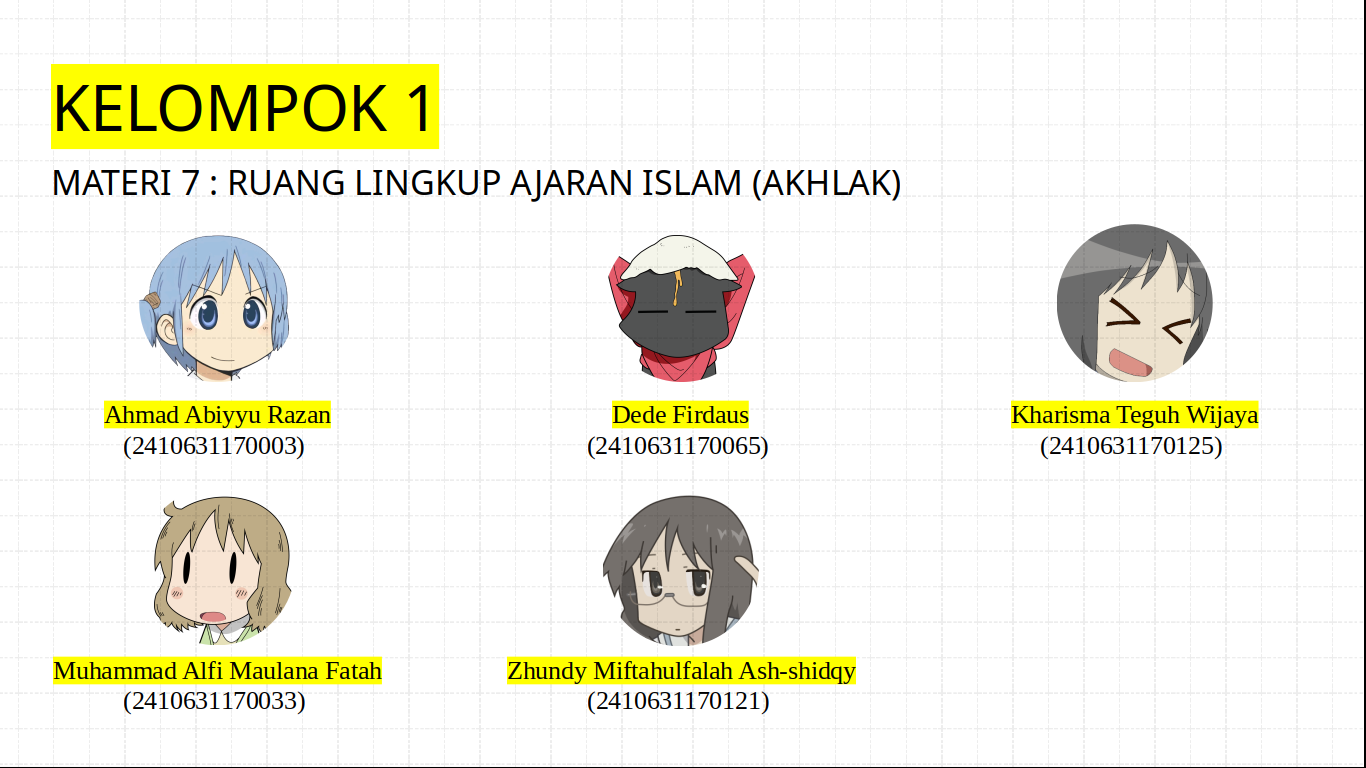 KELOMPOK 1
MATERI 7 : RUANG LINGKUP AJARAN ISLAM (AKHLAK)
Ahmad Abiyyu Razan
(2410631170003)
Dede Firdaus
(2410631170065)
Kharisma Teguh Wijaya
(2410631170125)
Muhammad Alfi Maulana Fatah
(2410631170033)
Zhundy Miftahulfalah Ash-shidqy
(2410631170121)